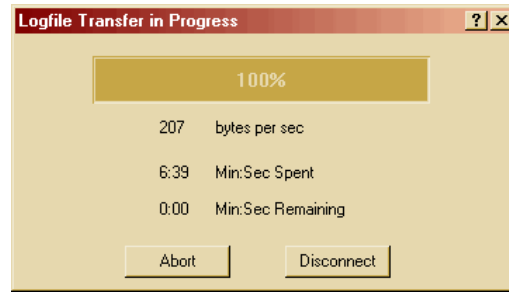 Logfile Transfer in Progress ? ×
100%
207 bytes per sec
6:39 Min:Sec Spent
0:00 Min:Sec Remaining
Abort Disconnect